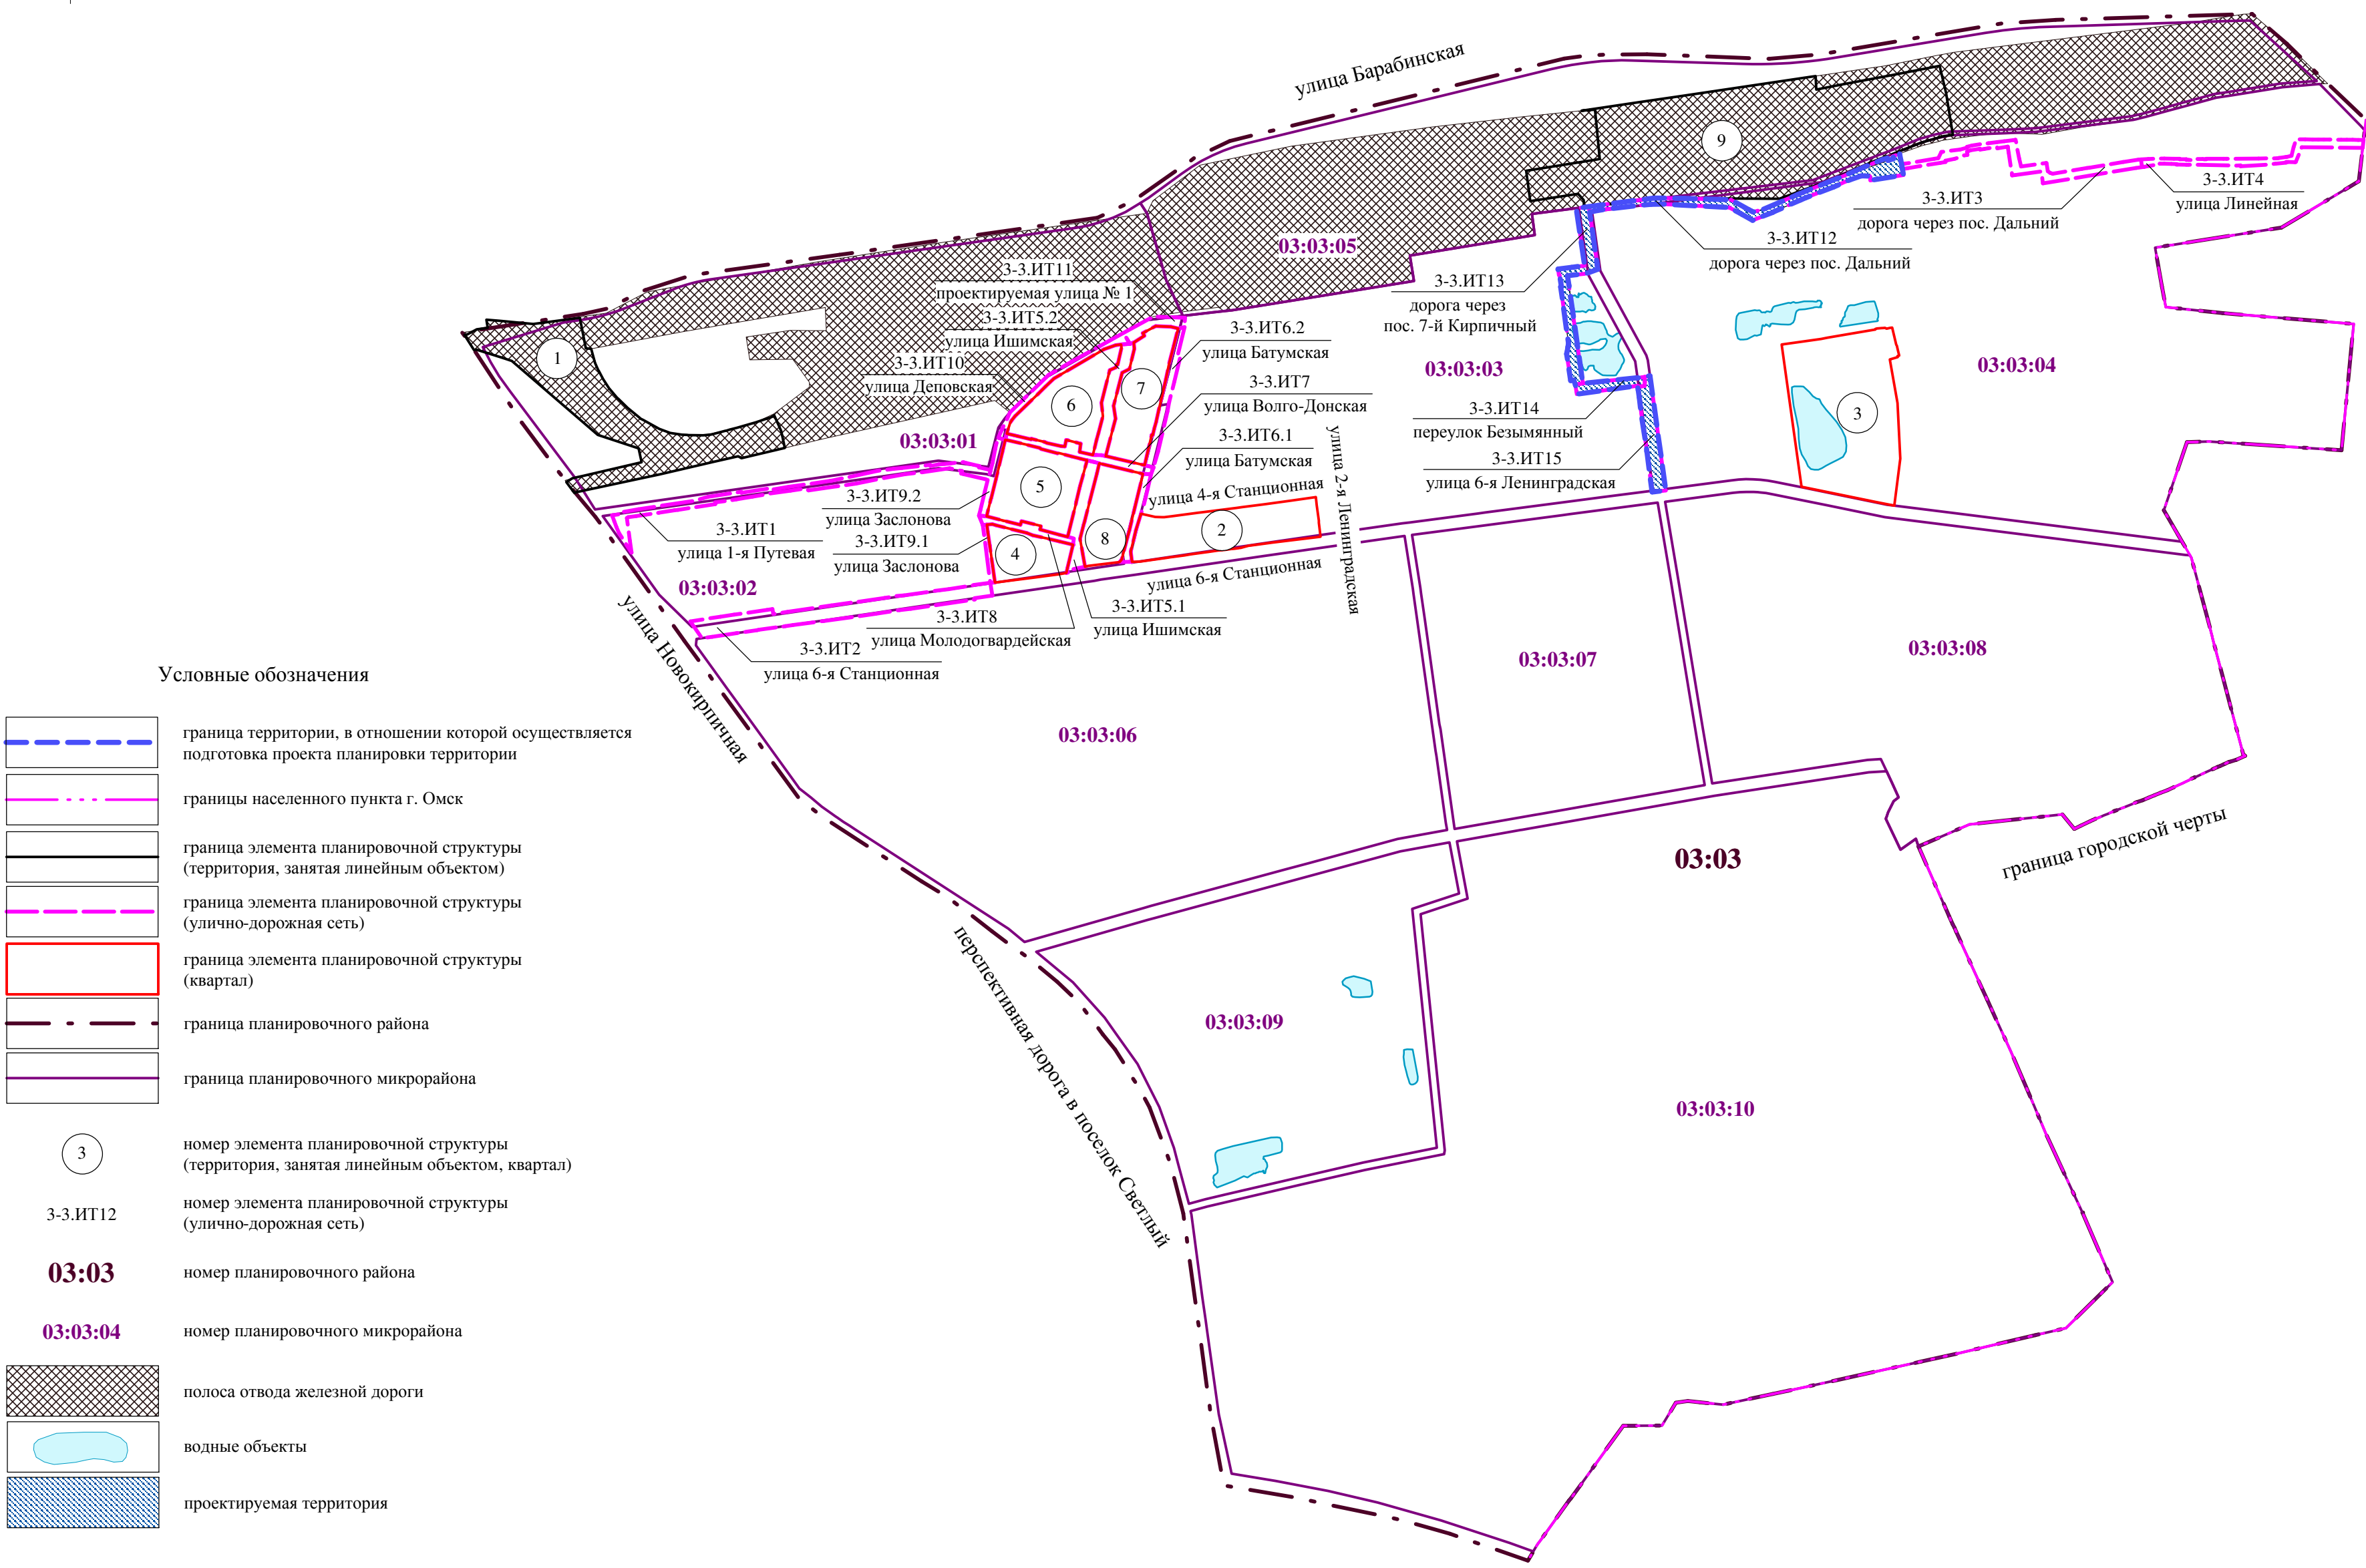 улица Барабинская
9
3-3.ИТ4
улица Линейная
3-3.ИТ3
дорога через пос. Дальний
3-3.ИТ12
дорога через пос. Дальний
03:03:05
3-3.ИТ13
дорога через
пос. 7-й Кирпичный
3-3.ИТ11
проектируемая улица № 1
3-3.ИТ5.2
улица Ишимская
3-3.ИТ10
улица Деповская
3-3.ИТ6.2
улица Батумская
3-3.ИТ7
улица Волго-Донская
3-3.ИТ6.1
улица Батумская
1
6
7
03:03:03
03:03:04
3
3-3.ИТ14
переулок Безымянный
3-3.ИТ15
улица 6-я Ленинградская
03:03:01
5
3-3.ИТ9.2
улица Заслонова
3-3.ИТ9.1
улица Заслонова
3-3.ИТ1
улица 1-я Путевая
улица 4-я Станционная
улица 2-я Ленинградская
2
8
4
улица 6-я Станционная
03:03:02
3-3.ИТ5.1
улица Ишимская
3-3.ИТ8
улица Молодогвардейская
3-3.ИТ2
улица 6-я Станционная
улица Новокирпичная
03:03:07
03:03:08
03:03:06
03:03
граница городской черты
перспективная дорога в поселок Светлый
03:03:09
03:03:10
Условные обозначения
граница территории, в отношении которой осуществляется
подготовка проекта планировки территории
границы населенного пункта г. Омск
граница элемента планировочной структуры
(территория, занятая линейным объектом)
граница элемента планировочной структуры
(улично-дорожная сеть)
граница элемента планировочной структуры
(квартал)
граница планировочного района
граница планировочного микрорайона
3
номер элемента планировочной структуры
(территория, занятая линейным объектом, квартал)
3-3.ИТ12
номер элемента планировочной структуры
(улично-дорожная сеть)
03:03
номер планировочного района
03:03:04
номер планировочного микрорайона
полоса отвода железной дороги
водные объекты
проектируемая территория